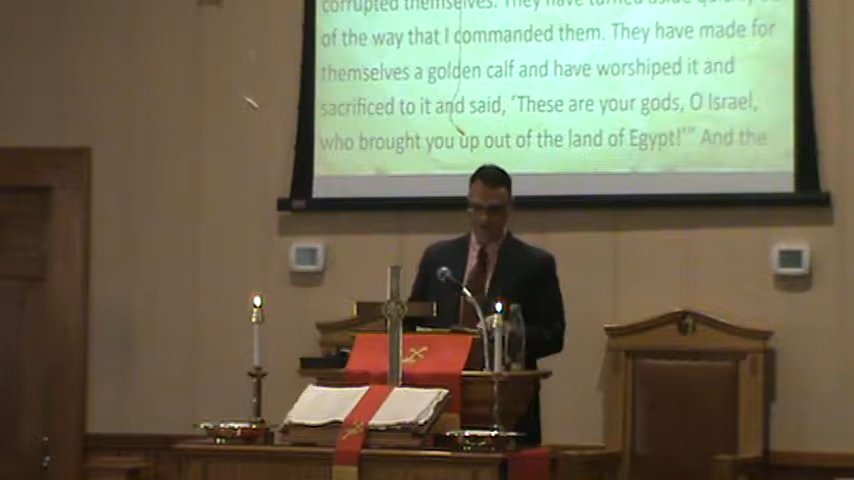 corrupted themselves. They have turned aside quickly out
of the way that I commanded them. They have made for
themselves a golden calf and have worshiped it and
sacrificed to it and said, ‘These are your gods, O Israel,
who brought you up out of the land of Egypt!’” And the